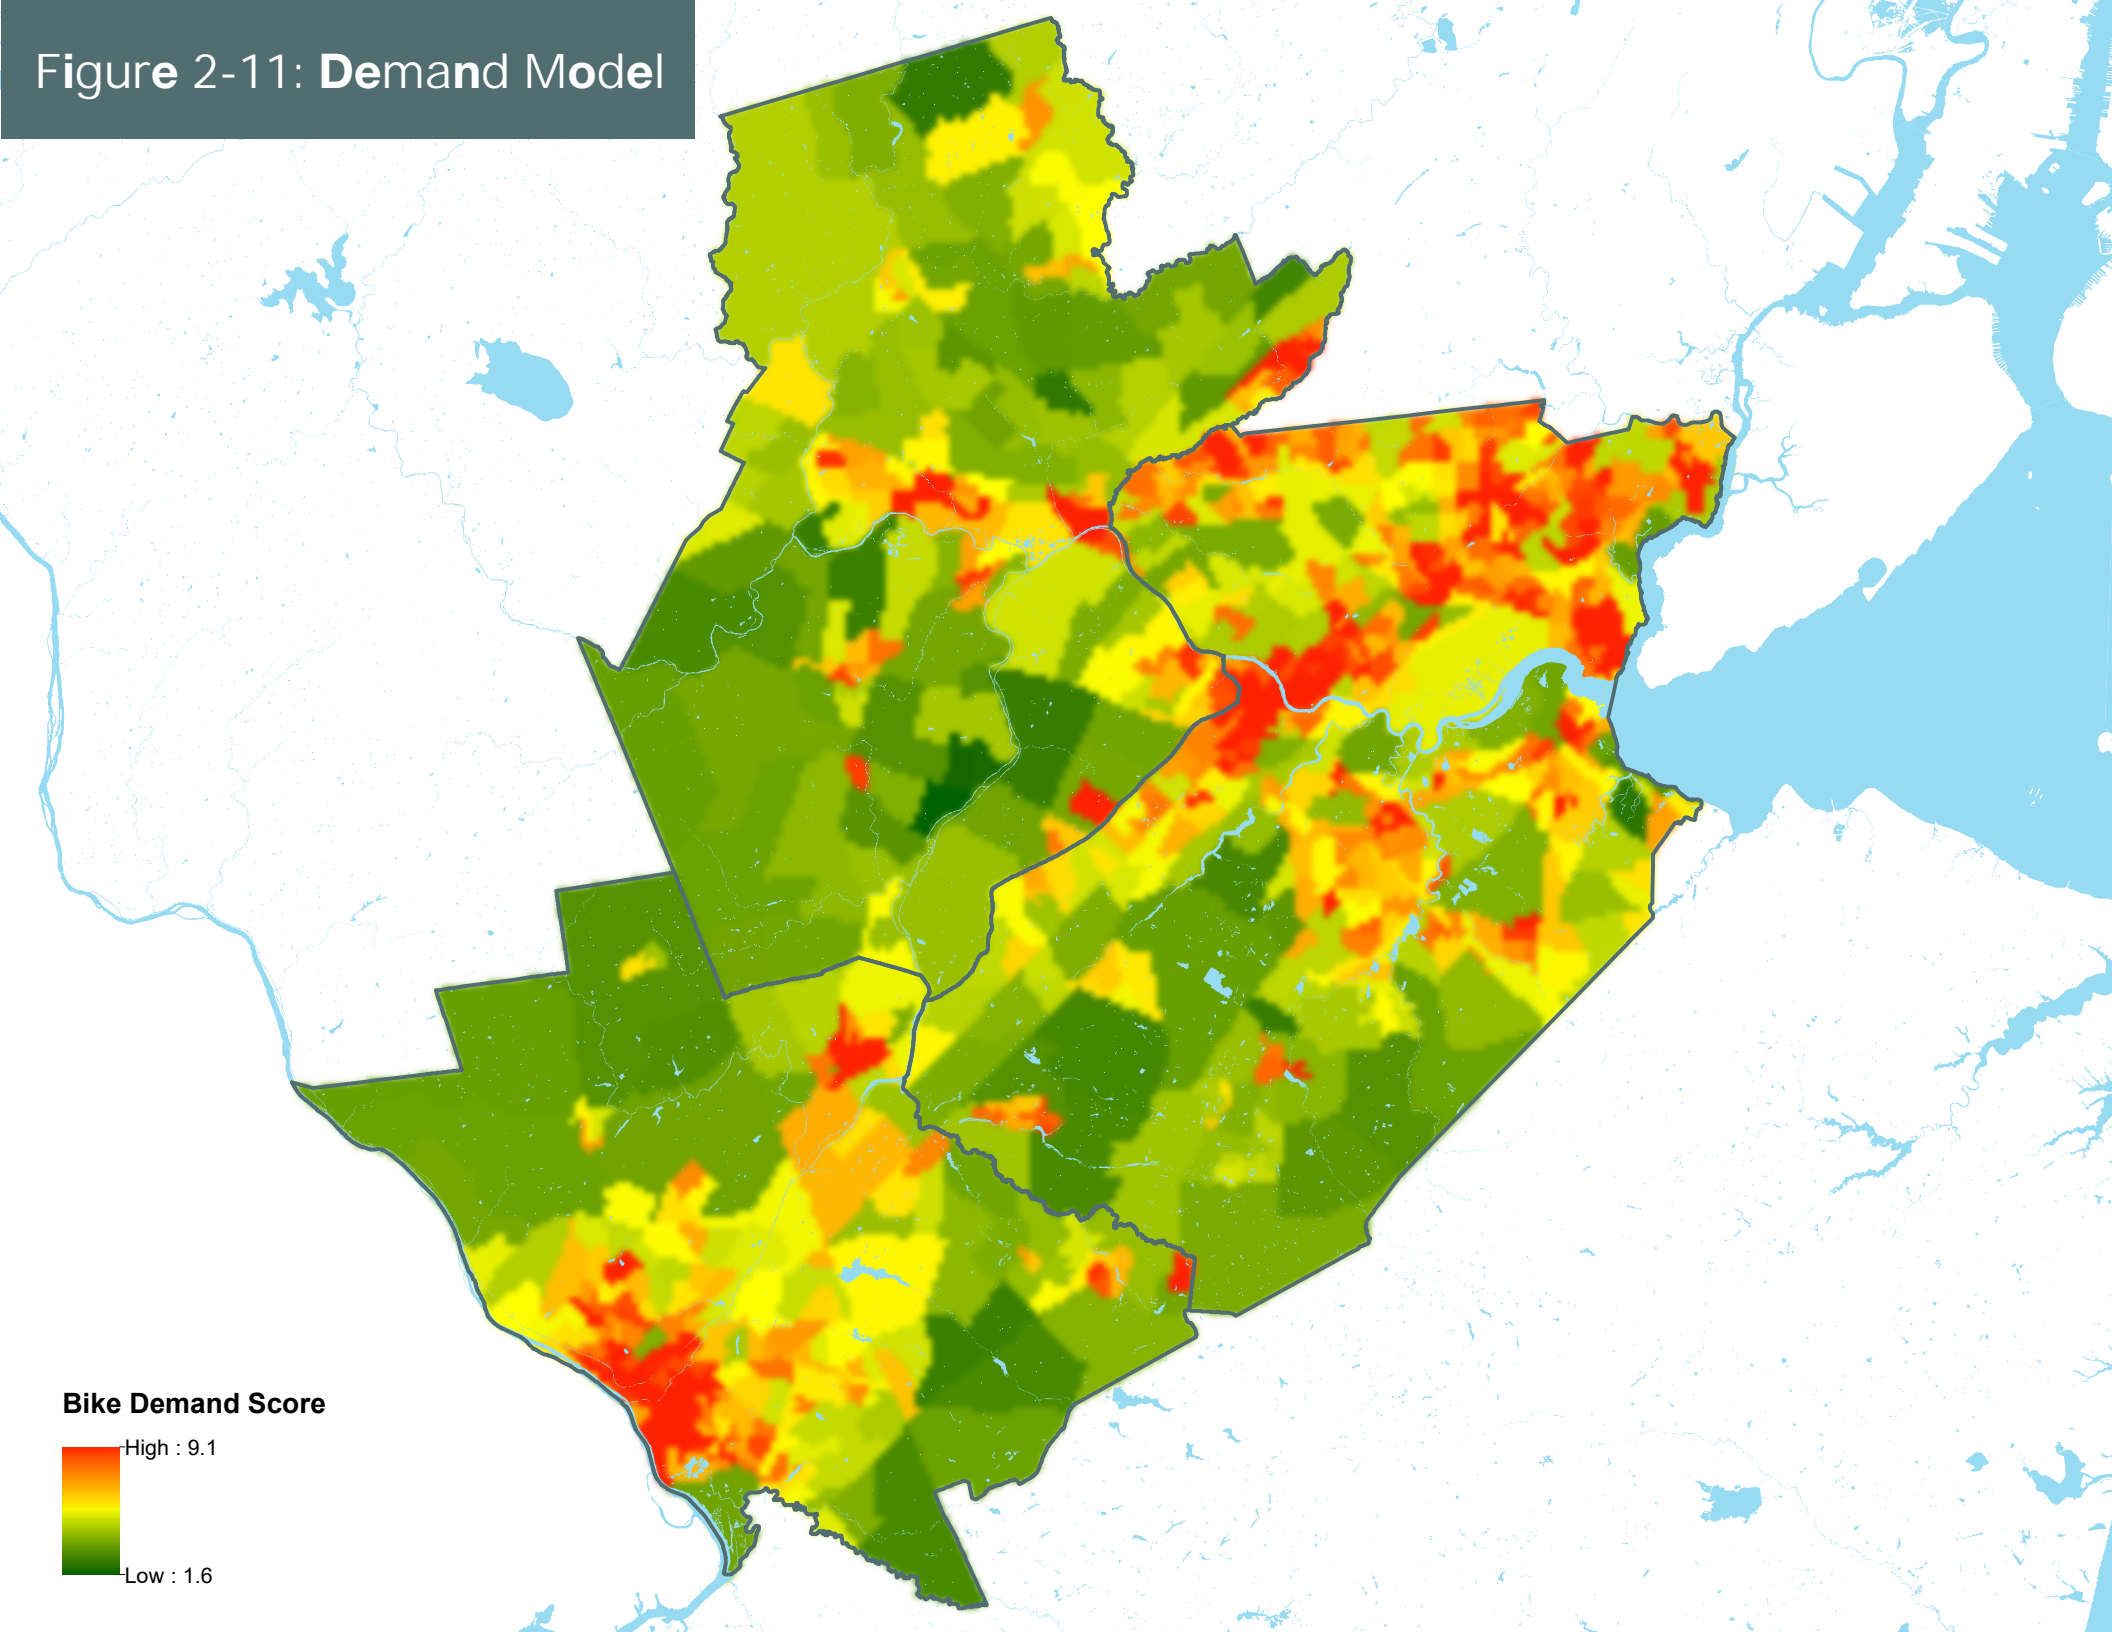 Figure 2-11: Demand Model
Bike Demand Score
High : 9.1
Low : 1.6